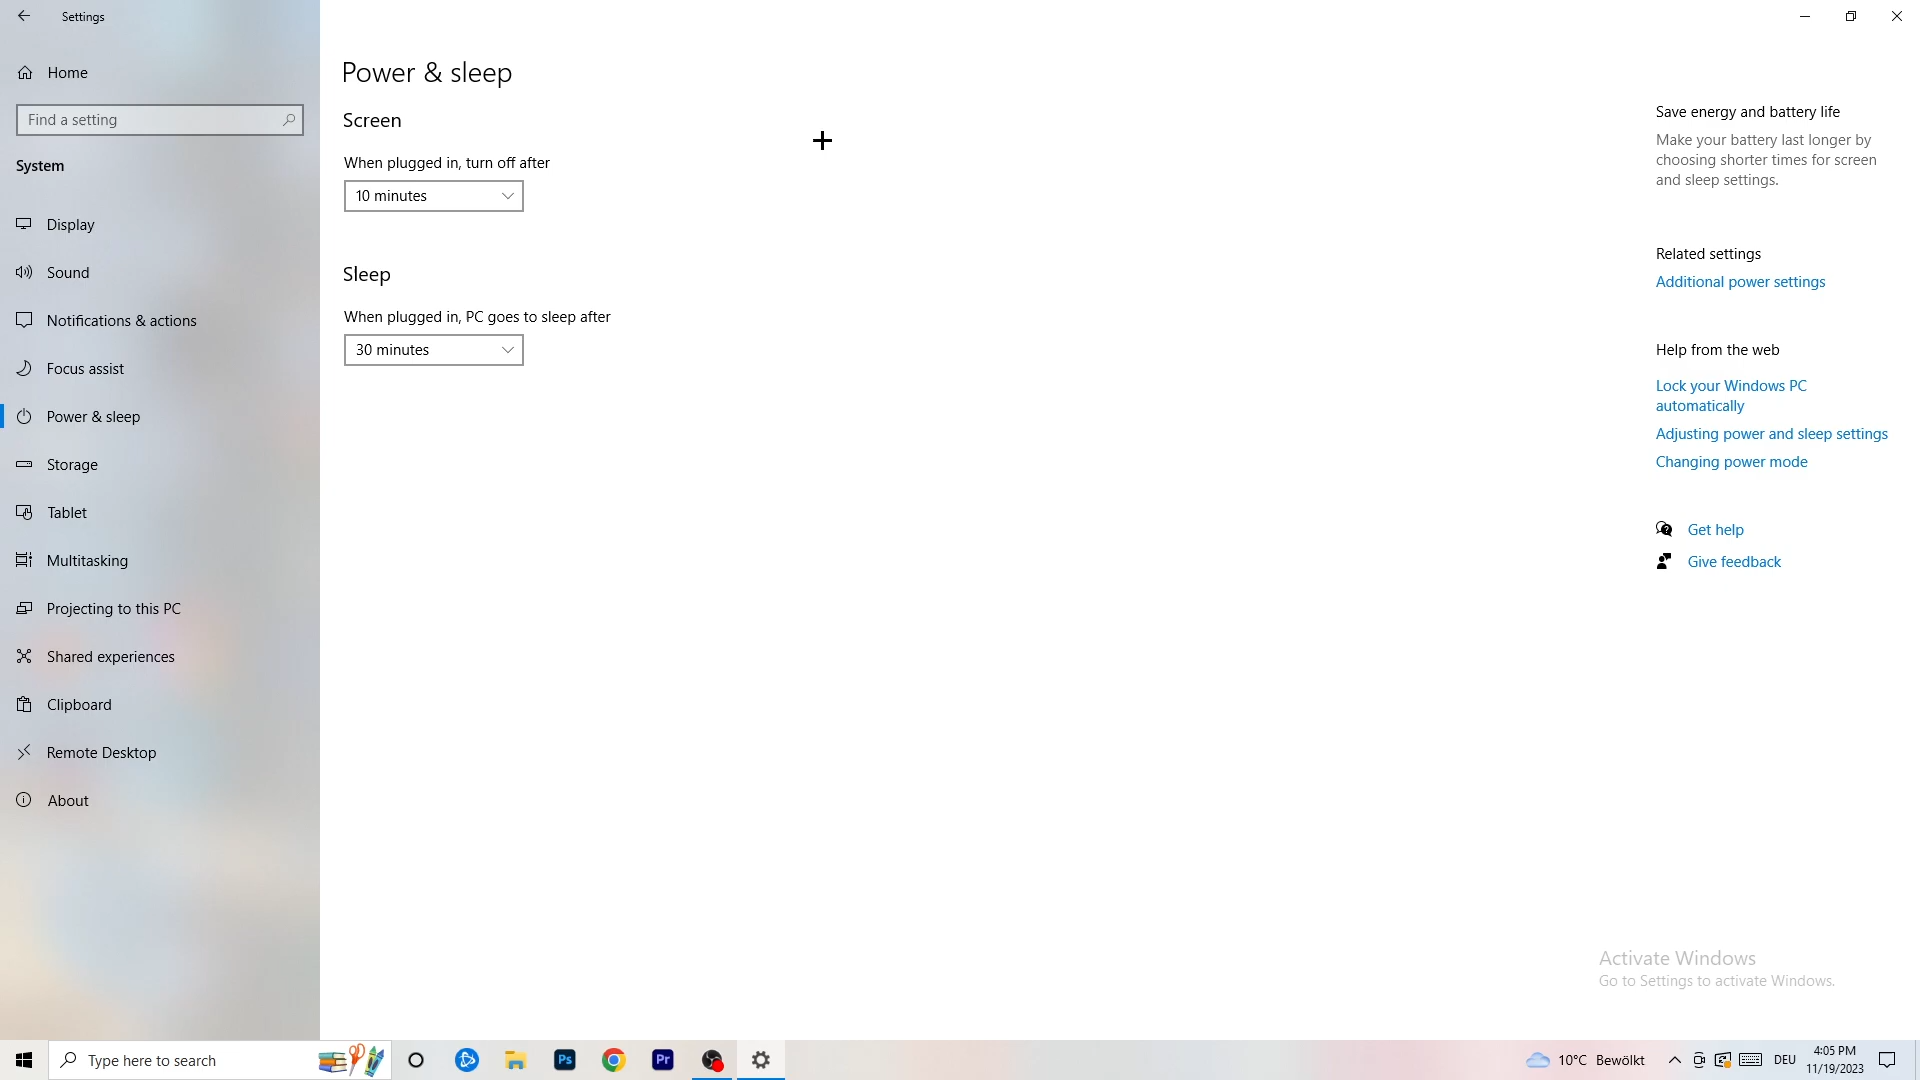 Settings
Home
Find a setting
System
Display
Sound
Notifications & actions
Focus assist
Power & sleep
Storage
Tablet
Multitasking
Projecting to this PC
Shared experiences
Clipboard
Remote Desktop
About
Power & sleep
Screen
When plugged in, turn off after
10 minutes
Sleep
When plugged in, PC goes to sleep after
30 minutes
Save energy and battery life
Make your battery last longer by
choosing shorter times for screen
and sleep settings.
Related settings
Additional power settings
Help from the web
Lock your Windows PC
automatically
Adjusting power and sleep settings
Changing power mode
Get help
Give feedback
Activate Windows
Go to Settings to activate Windows.
Type here to search
Ps
Pr
10°C Bewölkt
DEU
4:05 PM
11/19/2023